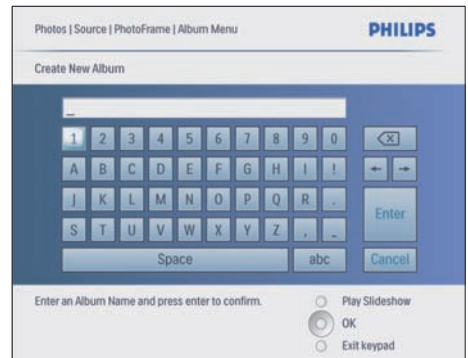 Photos | Source | PhotoFrame | Album Menu PHILIPS
Create New Album
_
1 2 3 4 5 6 7 8 9 0
A B C D E F G H I !
J K L M N O P Q R .
S T U V W X Y Z , _
Enter
Space abc Cancel
Enter an Album Name and press enter to confirm.
Play Slideshow
OK
Exit keypad